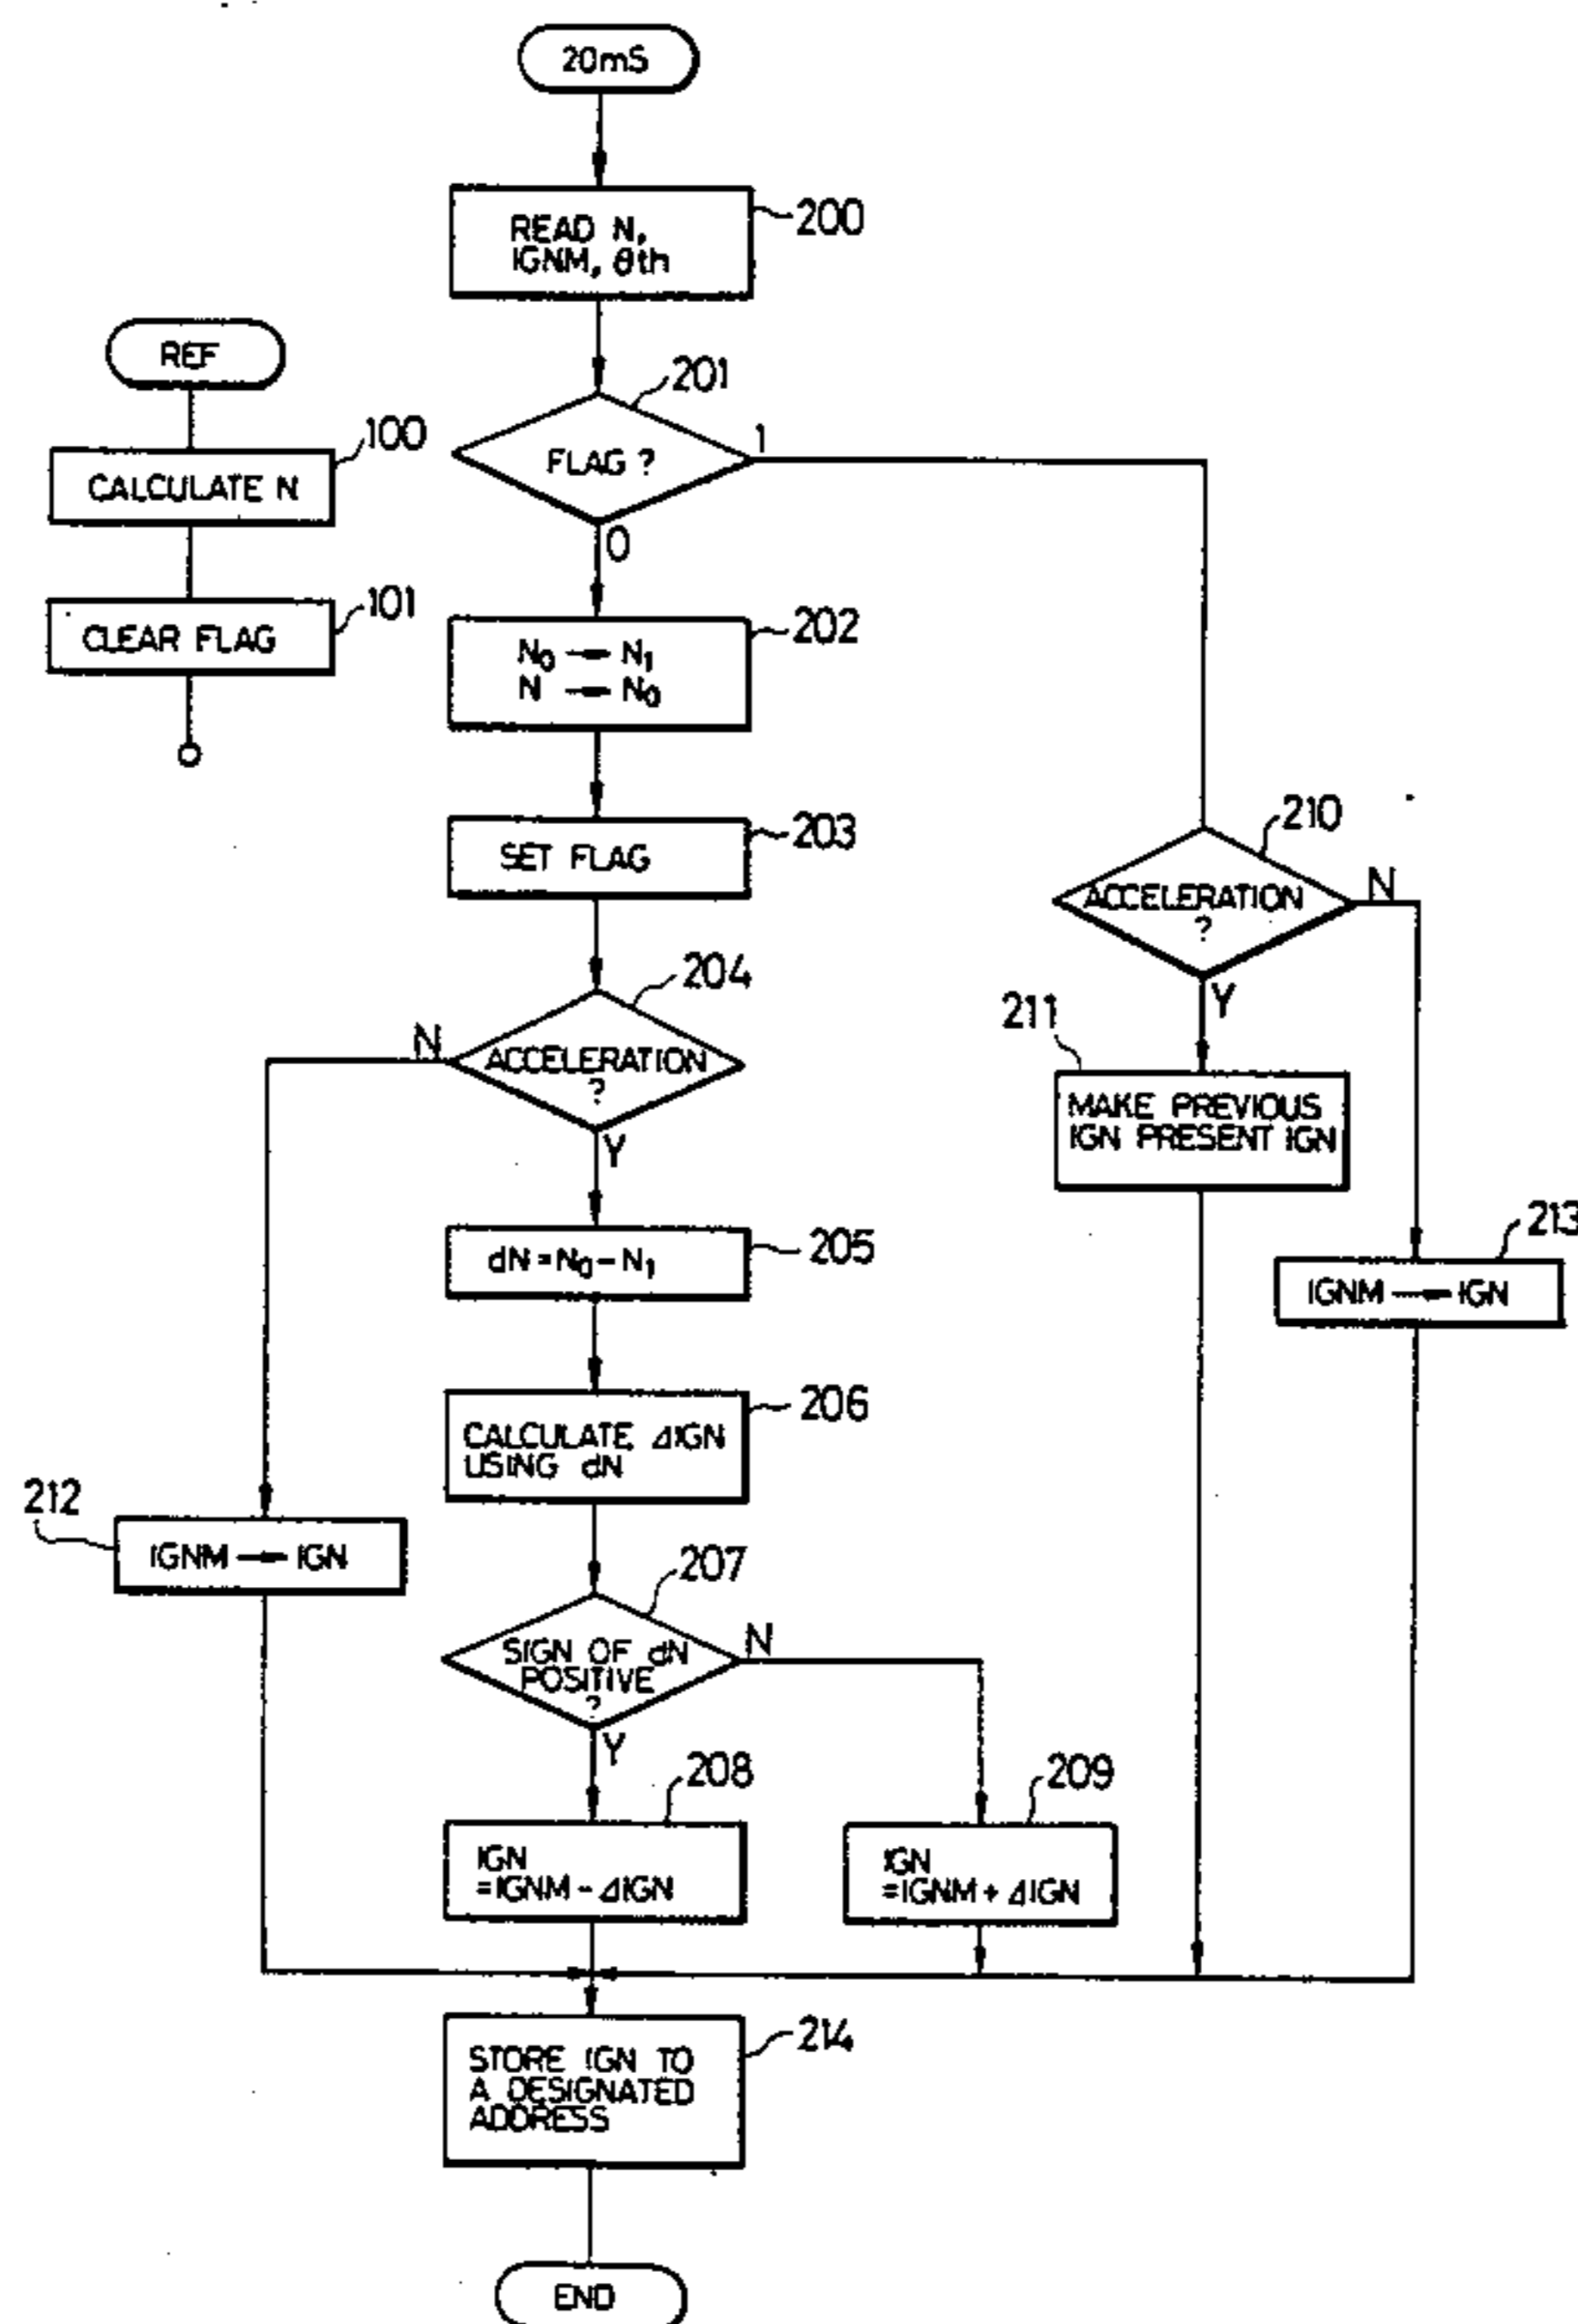 20mS
READ N,
IGNM, θth
200
REF
201
FLAG ?
1
0
100
CALCULATE N
101
CLEAR FLAG
202
N₀ → N₁
N → N₀
203
SET FLAG
210
ACCELERATION
?
N
Y
204
ACCELERATION
?
N
Y
211
MAKE PREVIOUS
IGN PRESENT IGN
213
IGNM → IGN
205
dN = N₀ − N₁
206
CALCULATE ΔIGN
USING dN
212
IGNM → IGN
207
SIGN OF dN
POSITIVE
?
N
Y
208
IGN
= IGNM − ΔIGN
209
IGN
= IGNM + ΔIGN
214
STORE IGN TO
A DESIGNATED
ADDRESS
END